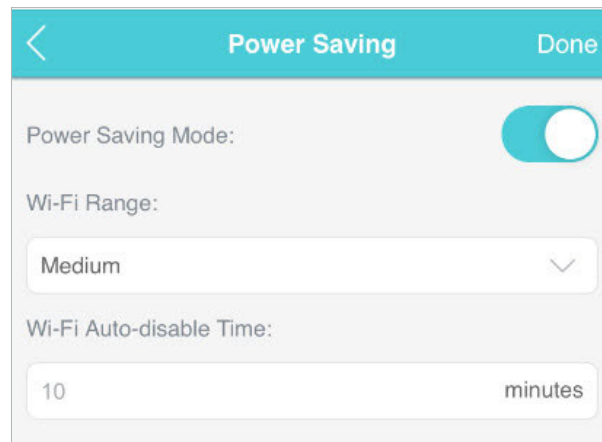 Power Saving Done
Power Saving Mode:
Wi-Fi Range:
Medium
Wi-Fi Auto-disable Time:
10 minutes